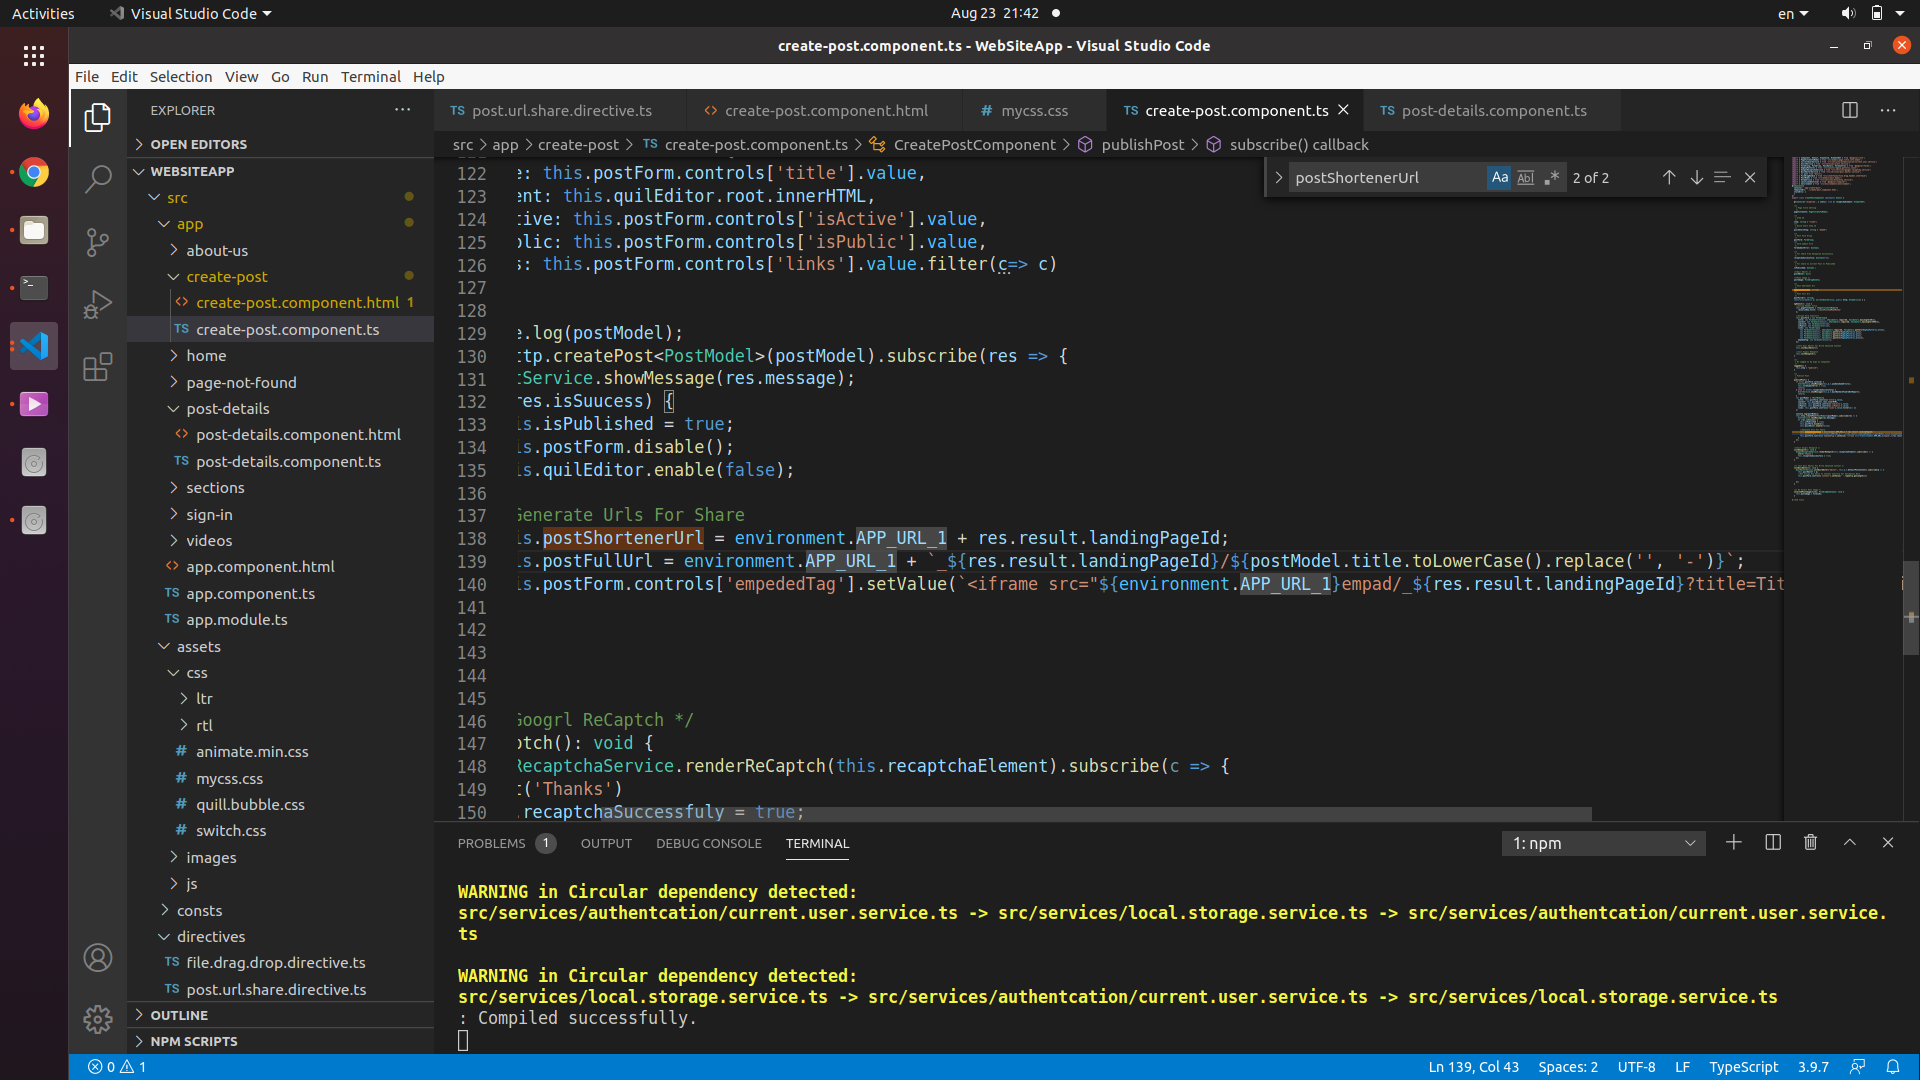 Activities
Visual Studio Code
Aug 23 21:42
en
create-post.component.ts - WebSiteApp - Visual Studio Code
File Edit Selection View Go Run Terminal Help
EXPLORER
OPEN EDITORS
WEBSITEAPP
src
app
about-us
create-post
create-post.component.html 1
create-post.component.ts
home
page-not-found
post-details
post-details.component.html
post-details.component.ts
sections
sign-in
videos
app.component.html
app.component.ts
app.module.ts
assets
css
ltr
rtl
animate.min.css
mycss.css
quill.bubble.css
switch.css
images
js
consts
directives
file.drag.drop.directive.ts
post.url.share.directive.ts
OUTLINE
NPM SCRIPTS
TS post.url.share.directive.ts
create-post.component.html
# mycss.css
TS create-post.component.ts
TS post-details.component.ts
src > app > create-post > TS create-post.component.ts > CreatePostComponent > publishPost > subscribe() callback
postShortenerUrl Aa Abl .* 2 of 2
122 e: this.postForm.controls['title'].value,
123 ent: this.quilEditor.root.innerHTML,
124 tive: this.postForm.controls['isActive'].value,
125 blic: this.postForm.controls['isPublic'].value,
126 s: this.postForm.controls['links'].value.filter(c=> c)
127
128
129 e.log(postModel);
130 ttp.createPost<PostModel>(postModel).subscribe(res => {
131 tService.showMessage(res.message);
132 res.isSuucess) {
133 is.isPublished = true;
134 is.postForm.disable();
135 is.quilEditor.enable(false);
136
137 Generate Urls For Share
138 is.postShortenerUrl = environment.APP_URL_1 + res.result.landingPageId;
139 is.postFullUrl = environment.APP_URL_1 + `_${res.result.landingPageId}/${postModel.title.toLowerCase().replace('', '-')}`;
140 is.postForm.controls['empededTag'].setValue(`<iframe src="${environment.APP_URL_1}empad/_${res.result.landingPageId}?title=Tit
141
142
143
144
145
146 Googrl ReCaptch */
147 ptch(): void {
148 RecaptchaService.renderReCaptch(this.recaptchaElement).subscribe(c => {
149 t('Thanks')
150 .recaptchaSuccessfuly = true;
PROBLEMS 1 OUTPUT DEBUG CONSOLE TERMINAL
1: npm
WARNING in Circular dependency detected:
src/services/authentcation/current.user.service.ts -> src/services/local.storage.service.ts -> src/services/authentcation/current.user.service.
ts
WARNING in Circular dependency detected:
src/services/local.storage.service.ts -> src/services/authentcation/current.user.service.ts -> src/services/local.storage.service.ts
: Compiled successfully.
0 1
Ln 139, Col 43 Spaces: 2 UTF-8 LF TypeScript 3.9.7